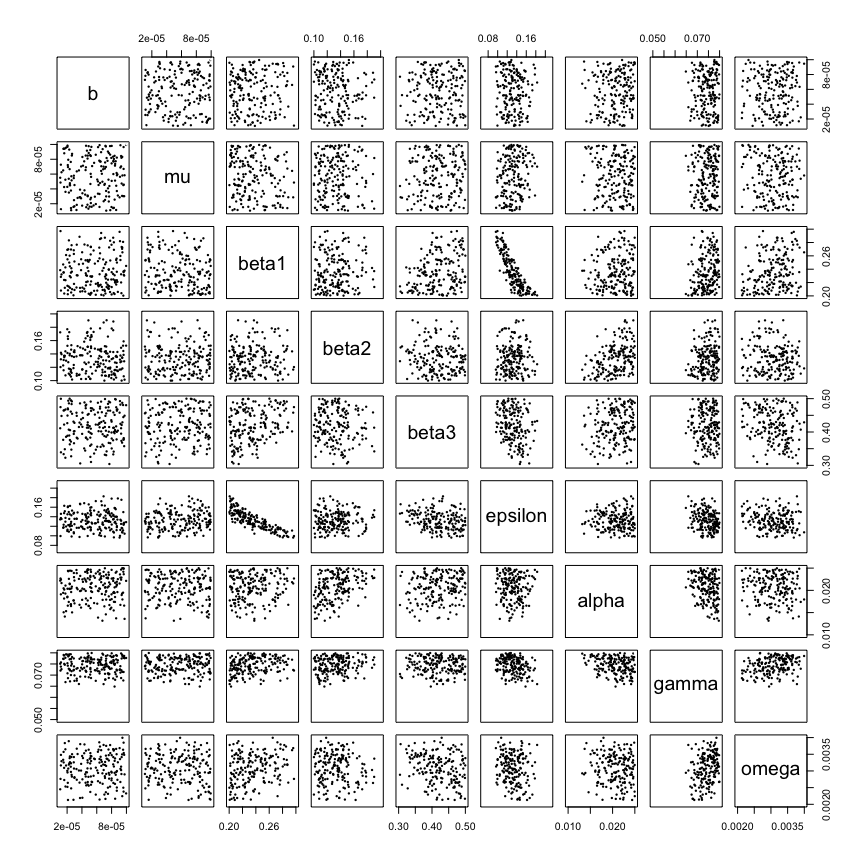 2e-05 8e-05 0.10 0.16 0.08 0.16 0.050 0.070
b 2e-05 8e-05
2e-05 8e-05 mu
beta1 0.20 0.26
0.10 0.16 beta2
beta3 0.30 0.40 0.50
0.08 0.16 epsilon
alpha 0.010 0.020
0.050 0.070 gamma
omega 0.0020 0.0035
2e-05 8e-05 0.20 0.26 0.30 0.40 0.50 0.010 0.020 0.0020 0.0035